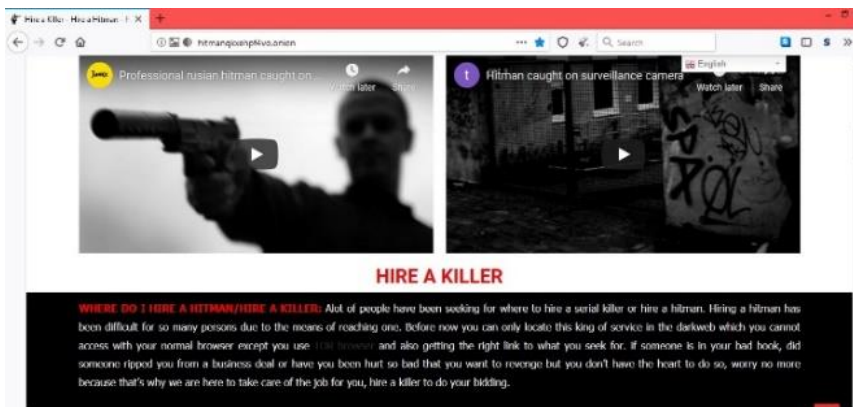 Hire a Killer - Hire a Hitman - F
Search
English
Professional rusian hitman caught on ...
Watch later Share
Hitman caught on surveillance camera
Watch later Share
HIRE A KILLER
WHERE DO I HIRE A HITMAN/HIRE A KILLER: Alot of people have been seeking for where to hire a serial killer or hire a hitman. Hiring a hitman has
been difficult for so many persons due to the means of reaching one. Before now you can only locate this king of service in the darkweb which you cannot
access with your normal browser except you use TOR browser and also getting the right link to what you seek for. if someone is in your bad book, did
someone ripped you from a business deal or have you been hurt so bad that you want to revenge but you don't have the heart to do so, worry no more
because that's why we are here to take care of the job for you, hire a killer to do your bidding.